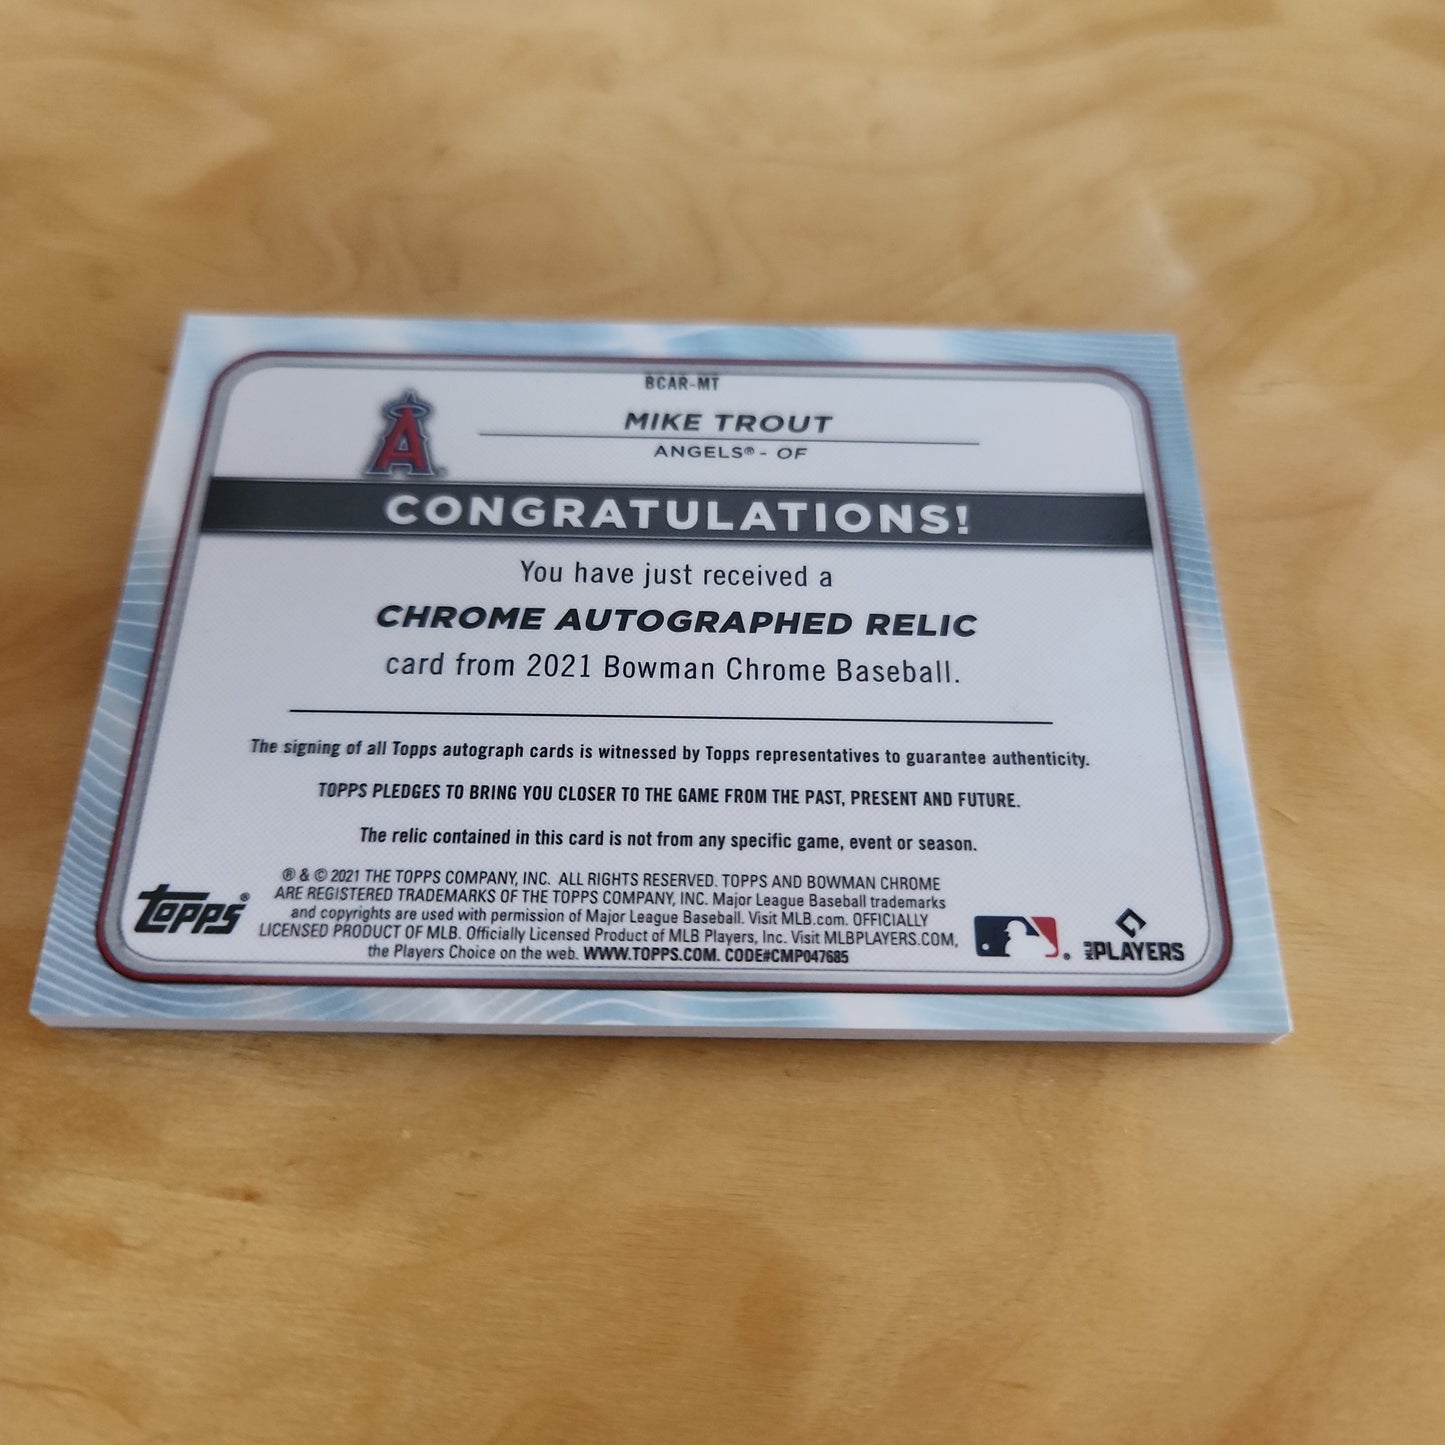 BCAR-MT
MIKE TROUT
ANGELS® - OF
A
CONGRATULATIONS!
You have just received a
CHROME AUTOGRAPHED RELIC
card from 2021 Bowman Chrome Baseball.
The signing of all Topps autograph cards is witnessed by Topps representatives to guarantee authenticity.
TOPPS PLEDGES TO BRING YOU CLOSER TO THE GAME FROM THE PAST, PRESENT AND FUTURE.
The relic contained in this card is not from any specific game, event or season.
® & © 2021 THE TOPPS COMPANY, INC. ALL RIGHTS RESERVED. TOPPS AND BOWMAN CHROME
ARE REGISTERED TRADEMARKS OF THE TOPPS COMPANY, INC. Major League Baseball trademarks
and copyrights are used with permission of Major League Baseball. Visit MLB.com. OFFICIALLY
LICENSED PRODUCT OF MLB. Officially Licensed Product of MLB Players, Inc. Visit MLBPLAYERS.COM,
the Players Choice on the web. WWW.TOPPS.COM. CODE#CMP047685
Topps®
MLB PLAYERS